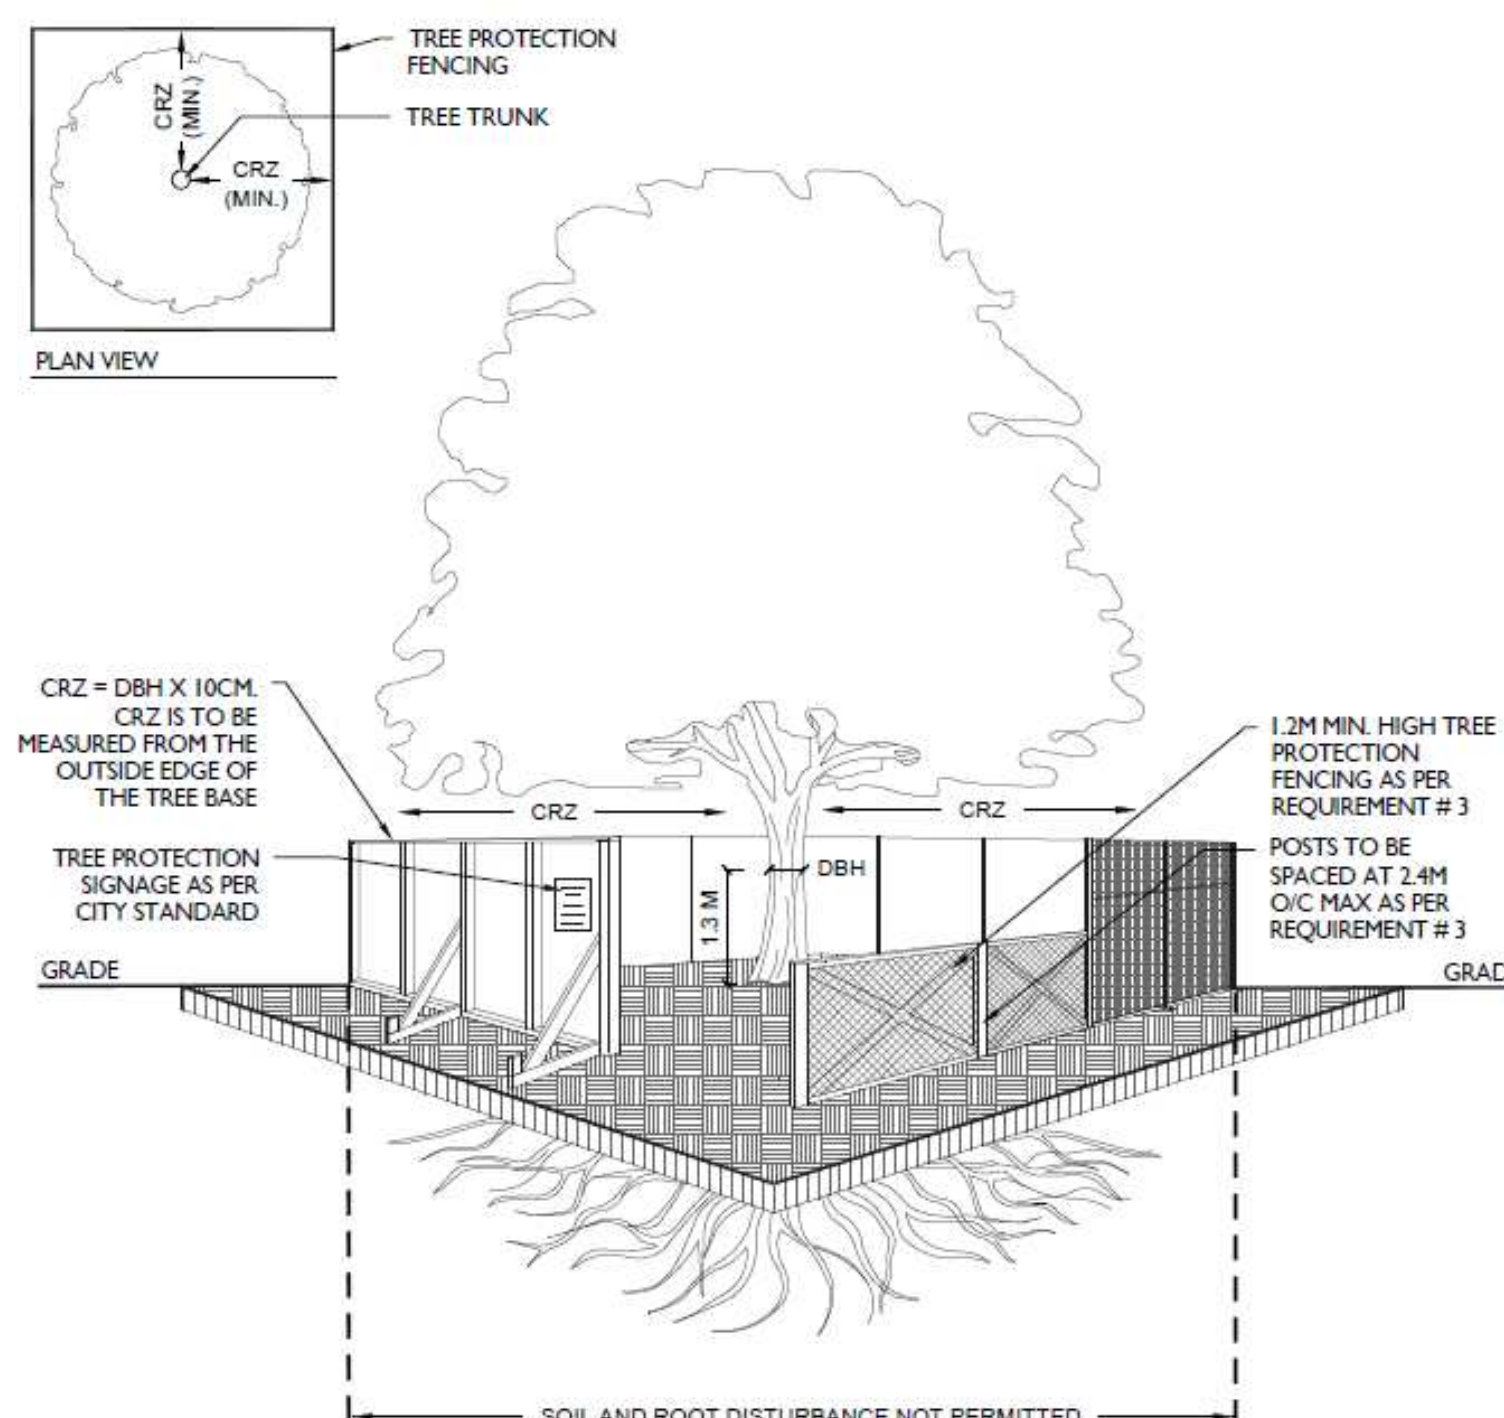 TREE PROTECTION
FENCING
TREE TRUNK
CRZ
(MIN.)
CRZ
(MIN.)
PLAN VIEW
CRZ = DBH X 10CM.
CRZ IS TO BE
MEASURED FROM THE
OUTSIDE EDGE OF
THE TREE BASE
TREE PROTECTION
SIGNAGE AS PER
CITY STANDARD
GRADE
CRZ
CRZ
DBH
1.3 M
1.2M MIN. HIGH TREE
PROTECTION
FENCING AS PER
REQUIREMENT # 3
POSTS TO BE
SPACED AT 2.4M
O/C MAX AS PER
REQUIREMENT # 3
GRAD
SOIL AND ROOT DISTURBANCE NOT PERMITTED